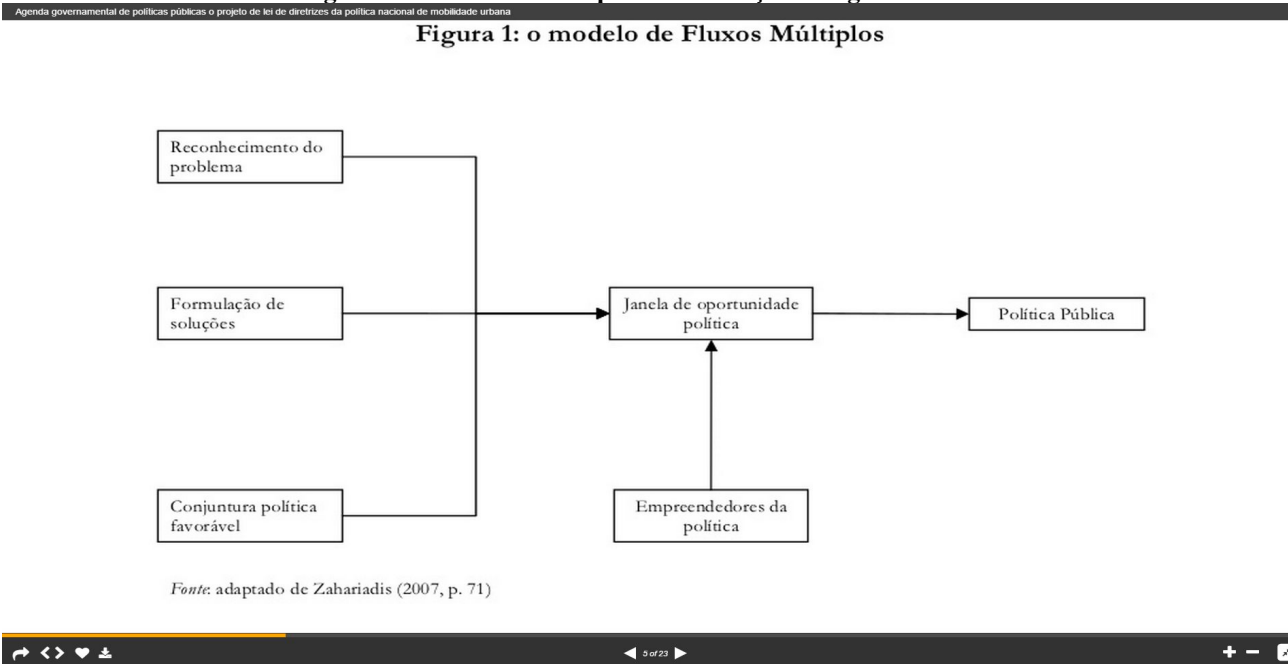 Agenda governamental de políticas públicas o projeto de lei de diretrizes da política nacional de mobilidade urbana
Figura 1: o modelo de Fluxos Múltiplos
Reconhecimento do
problema
Formulação de
soluções
Janela de oportunidade
política
Política Pública
Conjuntura política
favorável
Empreendedores da
política
Fonte: adaptado de Zahariadis (2007, p. 71)
5 of 23